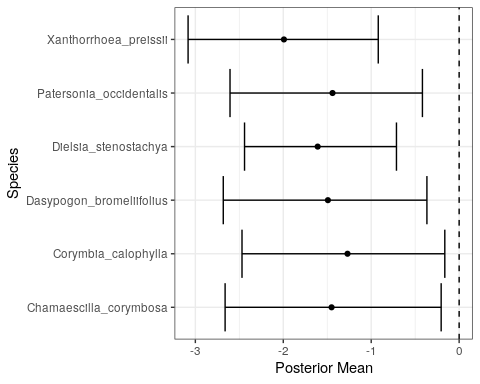 Species
Xanthorrhoea_preissii
Patersonia_occidentalis
Dielsia_stenostachya
Dasypogon_bromeliifolius
Corymbia_calophylla
Chamaescilla_corymbosa
-3 -2 -1 0
Posterior Mean